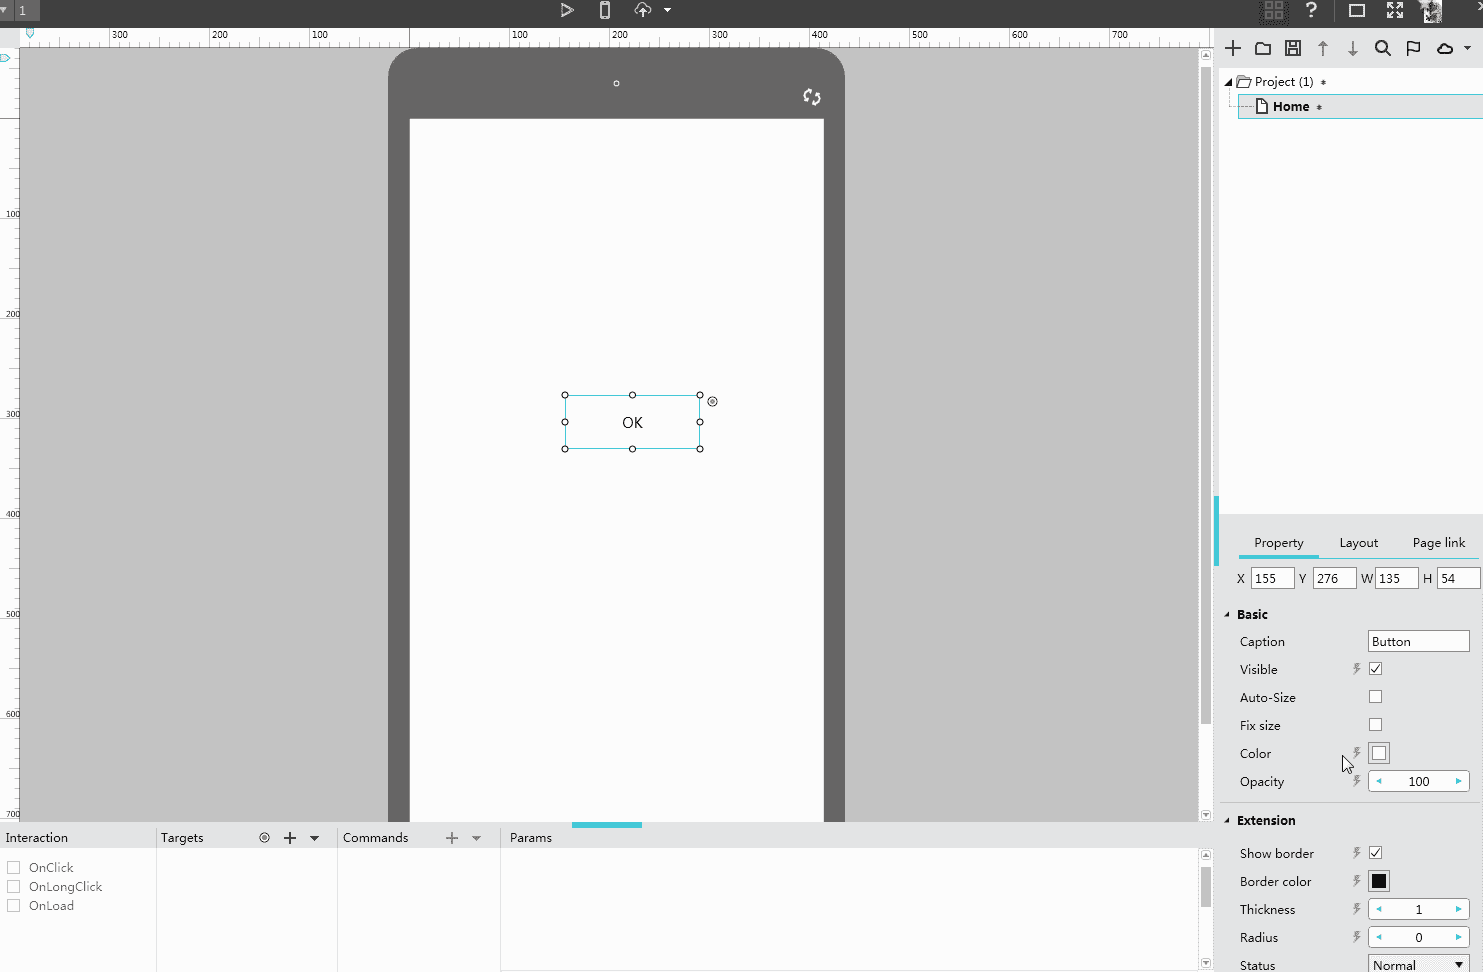 1
?
300 200 100 100 200 300 400 500 600 700
Project (1) *
Home *
100
200
300
400
500
600
700
OK
Property Layout Page link
X 155 Y 276 W 135 H 54
Basic
Caption Button
Visible
Auto-Size
Fix size
Color
Opacity 100
Extension
Show border
Border color
Thickness 1
Radius 0
Status Normal
Interaction Targets Commands Params
OnClick
OnLongClick
OnLoad